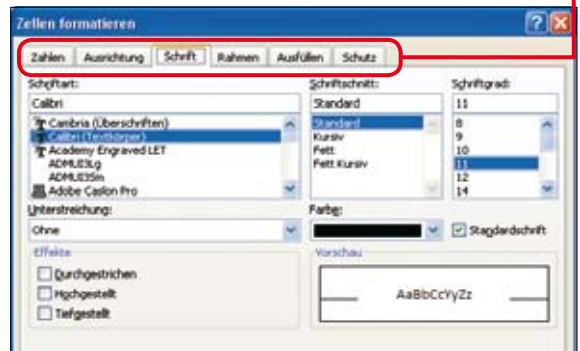 Zellen formatieren
Zahlen Ausrichtung Schrift Rahmen Ausfüllen Schutz
Schriftart: Schriftschnitt: Schriftgrad:
Calibri Standard 11
Cambria (Überschriften) Standard 8
Calibri (Textkörper) Kursiv 9
Academy Engraved LET Fett 10
ADMUI3Lg Fett Kursiv 11
ADMUI3Sm 12
Adobe Caslon Pro 14
Unterstreichung: Farbe:
Ohne Standardschrift
Effekte Vorschau
Durchgestrichen
Hochgestellt AaBbCcYyZz
Tiefgestellt